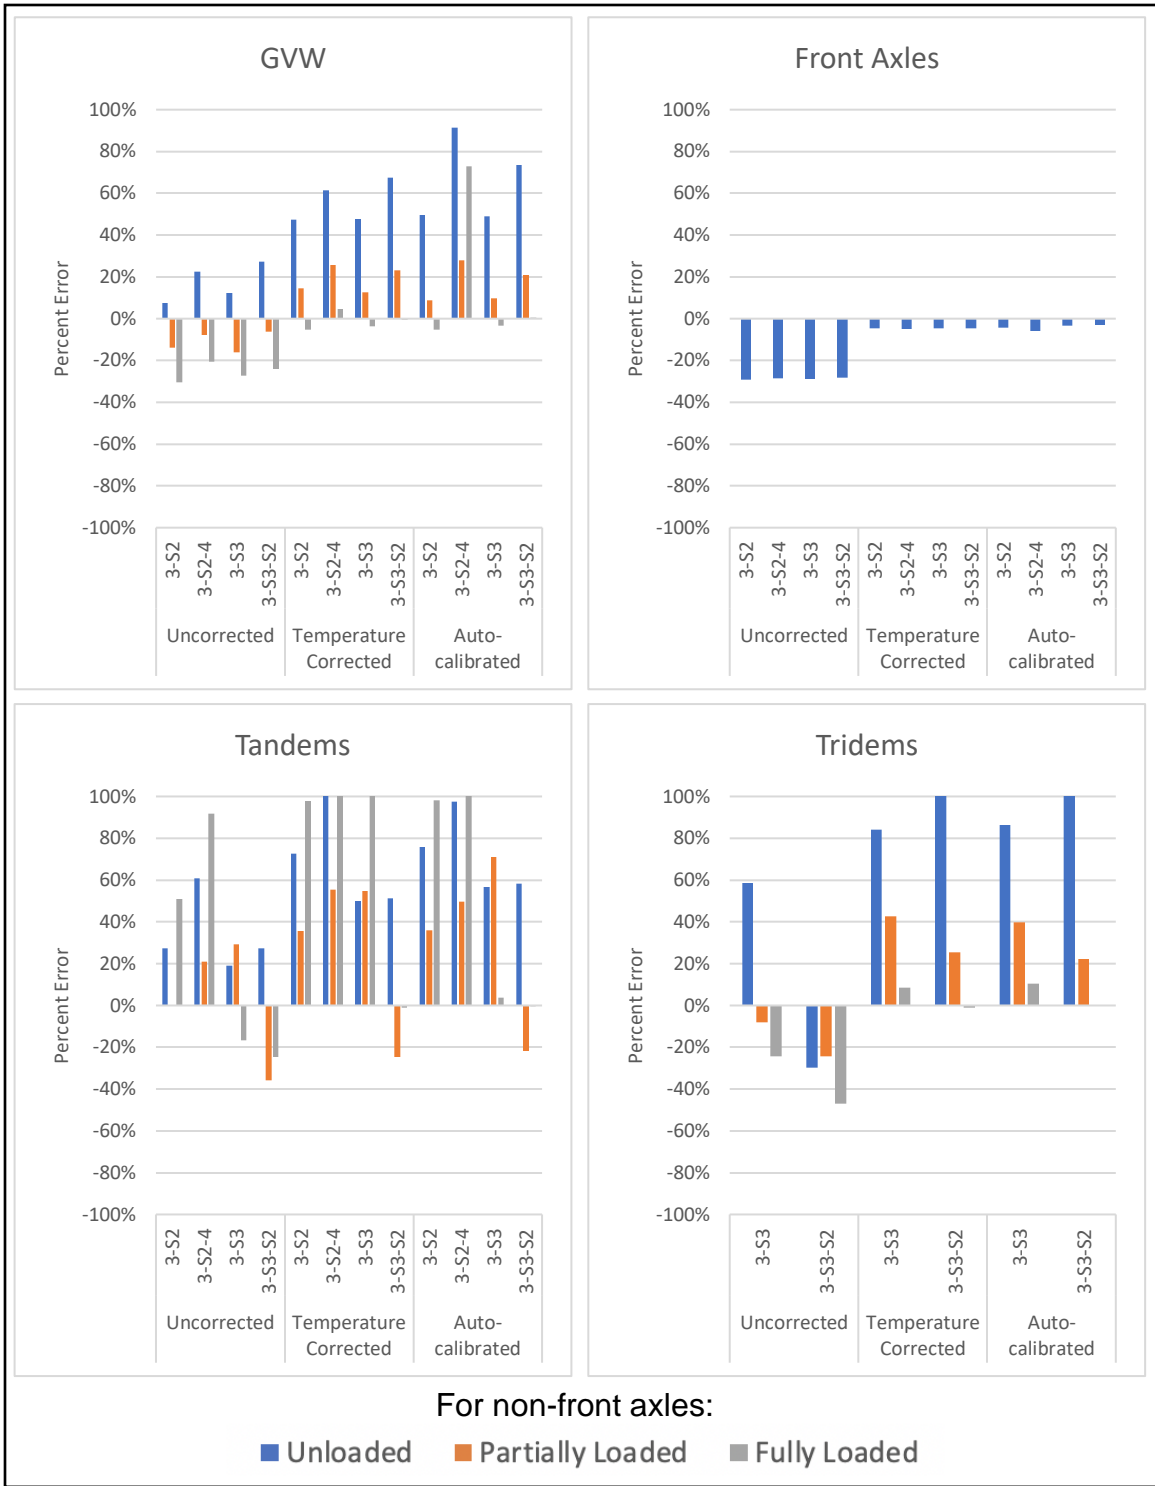 GVW
Percent Error
100%
80%
60%
40%
20%
0%
-20%
-40%
-60%
-80%
-100%
3-S2
3-S2-4
3-S3
3-S3-S2
3-S2
3-S2-4
3-S3
3-S3-S2
3-S2
3-S2-4
3-S3
3-S3-S2
Uncorrected
Temperature
Corrected
Auto-
calibrated
Front Axles
Percent Error
100%
80%
60%
40%
20%
0%
-20%
-40%
-60%
-80%
-100%
3-S2
3-S2-4
3-S3
3-S3-S2
3-S2
3-S2-4
3-S3
3-S3-S2
3-S2
3-S2-4
3-S3
3-S3-S2
Uncorrected
Temperature
Corrected
Auto-
calibrated
Tandems
Percent Error
100%
80%
60%
40%
20%
0%
-20%
-40%
-60%
-80%
-100%
3-S2
3-S2-4
3-S3
3-S3-S2
3-S2
3-S2-4
3-S3
3-S3-S2
3-S2
3-S2-4
3-S3
3-S3-S2
Uncorrected
Temperature
Corrected
Auto-
calibrated
Tridems
Percent Error
100%
80%
60%
40%
20%
0%
-20%
-40%
-60%
-80%
-100%
3-S3
3-S3-S2
3-S3
3-S3-S2
3-S3
3-S3-S2
Uncorrected
Temperature
Corrected
Auto-
calibrated
For non-front axles:
Unloaded Partially Loaded Fully Loaded